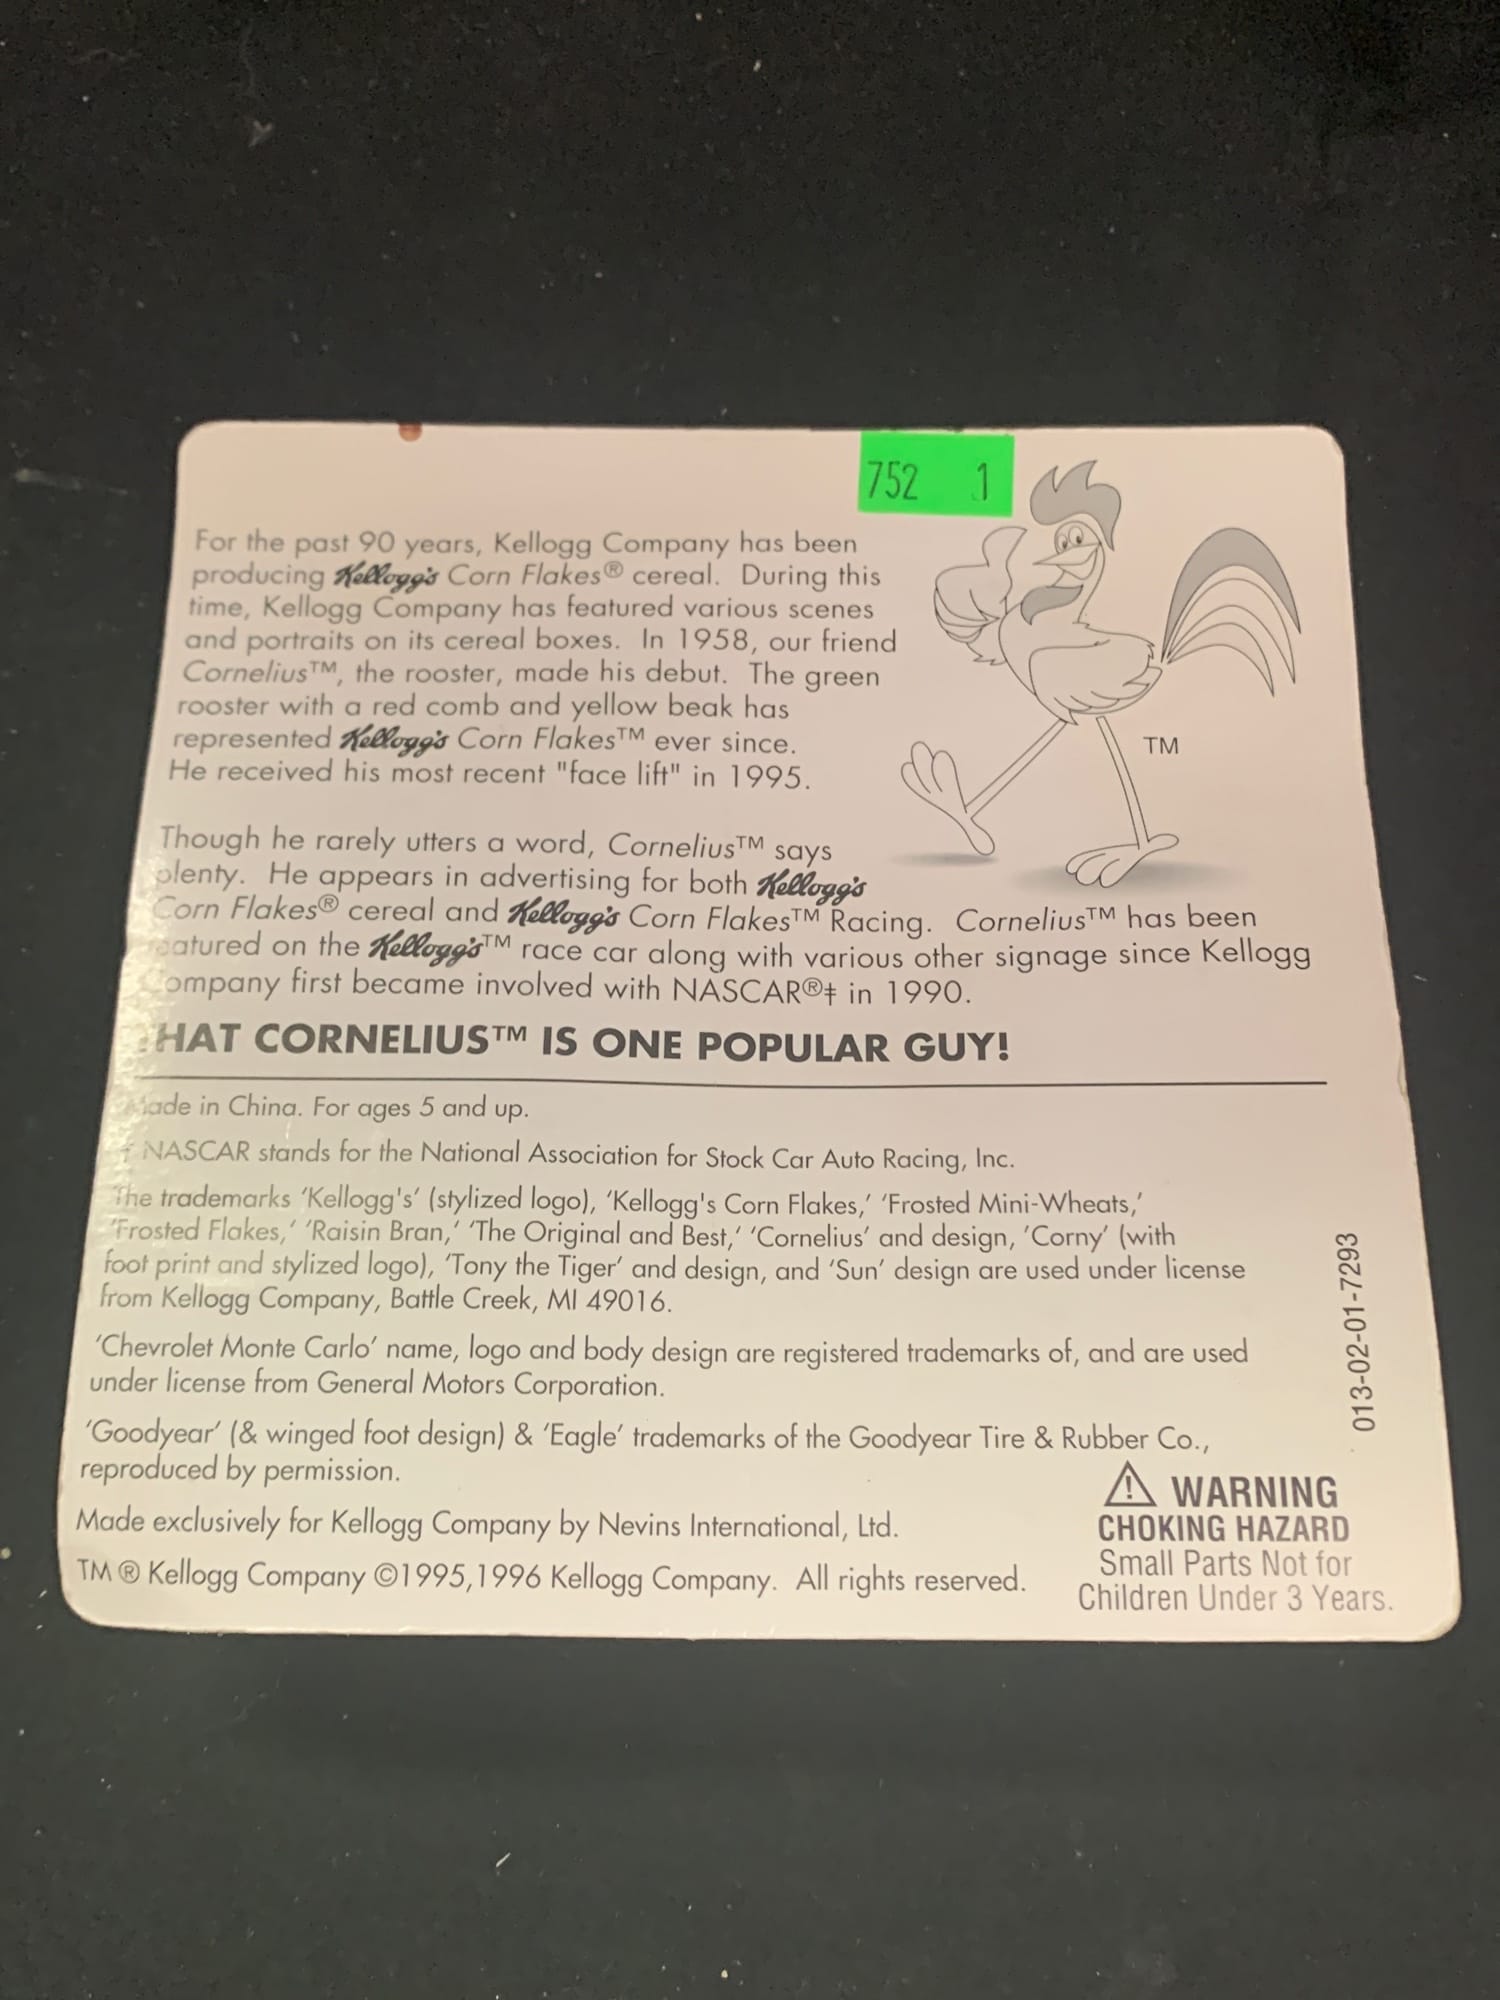 752 1
For the past 90 years, Kellogg Company has been
producing Kellogg's Corn Flakes® cereal. During this
time, Kellogg Company has featured various scenes
and portraits on its cereal boxes. In 1958, our friend
Cornelius™, the rooster, made his debut. The green
rooster with a red comb and yellow beak has
represented Kellogg's Corn Flakes™ ever since.
He received his most recent "face lift" in 1995.
TM
Though he rarely utters a word, Cornelius™ says
plenty. He appears in advertising for both Kellogg's
Corn Flakes® cereal and Kellogg's Corn Flakes™ Racing. Cornelius™ has been
featured on the Kellogg's™ race car along with various other signage since Kellogg
Company first became involved with NASCAR®‡ in 1990.
THAT CORNELIUS™ IS ONE POPULAR GUY!
Made in China. For ages 5 and up.
‡ NASCAR stands for the National Association for Stock Car Auto Racing, Inc.
The trademarks 'Kellogg's' (stylized logo), 'Kellogg's Corn Flakes,' 'Frosted Mini-Wheats,'
'Frosted Flakes,' 'Raisin Bran,' 'The Original and Best,' 'Cornelius' and design, 'Corny' (with
foot print and stylized logo), 'Tony the Tiger' and design, and 'Sun' design are used under license
from Kellogg Company, Battle Creek, MI 49016.
'Chevrolet Monte Carlo' name, logo and body design are registered trademarks of, and are used
under license from General Motors Corporation.
'Goodyear' (& winged foot design) & 'Eagle' trademarks of the Goodyear Tire & Rubber Co.,
reproduced by permission.
Made exclusively for Kellogg Company by Nevins International, Ltd.
TM ® Kellogg Company ©1995,1996 Kellogg Company. All rights reserved.
013-02-01-7293
⚠ WARNING
CHOKING HAZARD
Small Parts Not for
Children Under 3 Years.